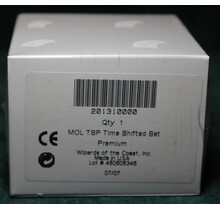 201310000
Qty. 1
MOL TSP Time Shifted Set
Premium
CE
Wizards of the Coast, Inc.
Made in USA
Lot # 460606346
07/07